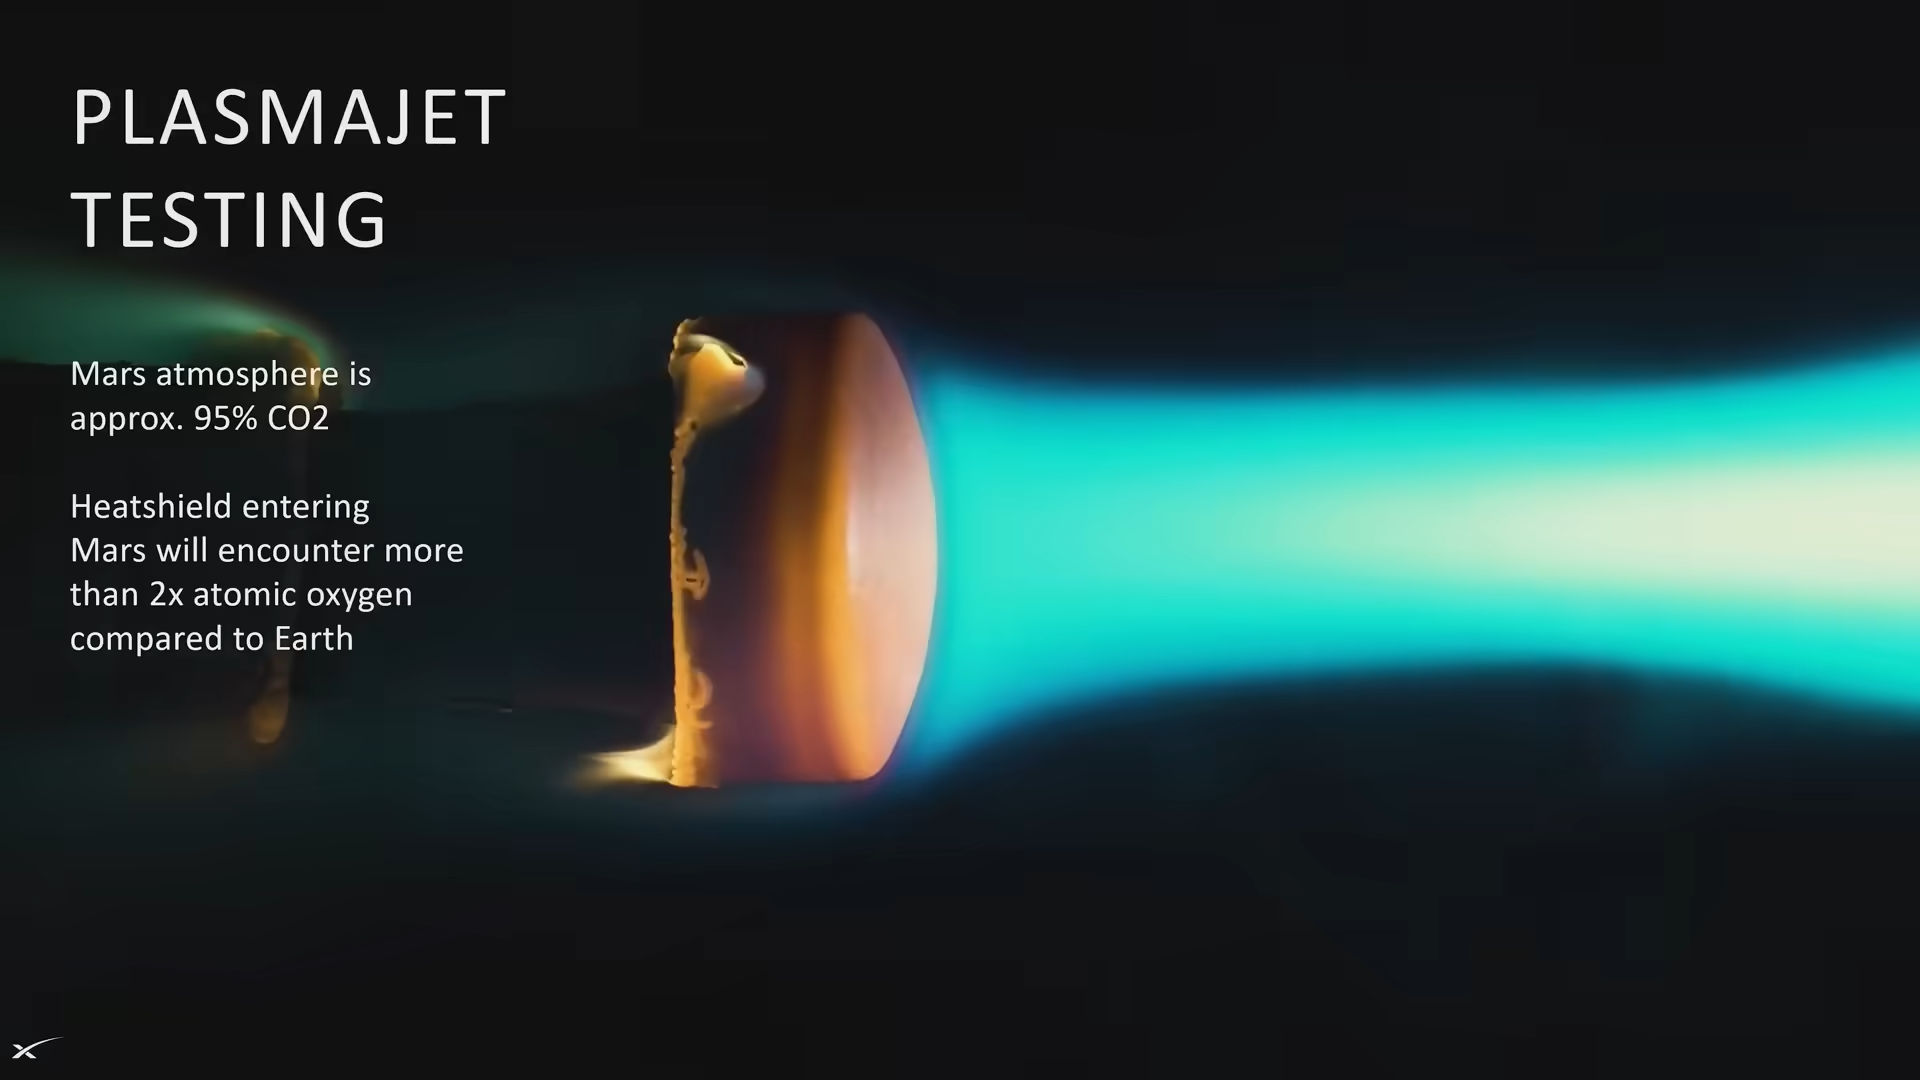 PLASMAJET
TESTING
Mars atmosphere is
approx. 95% CO2
Heatshield entering
Mars will encounter more
than 2x atomic oxygen
compared to Earth